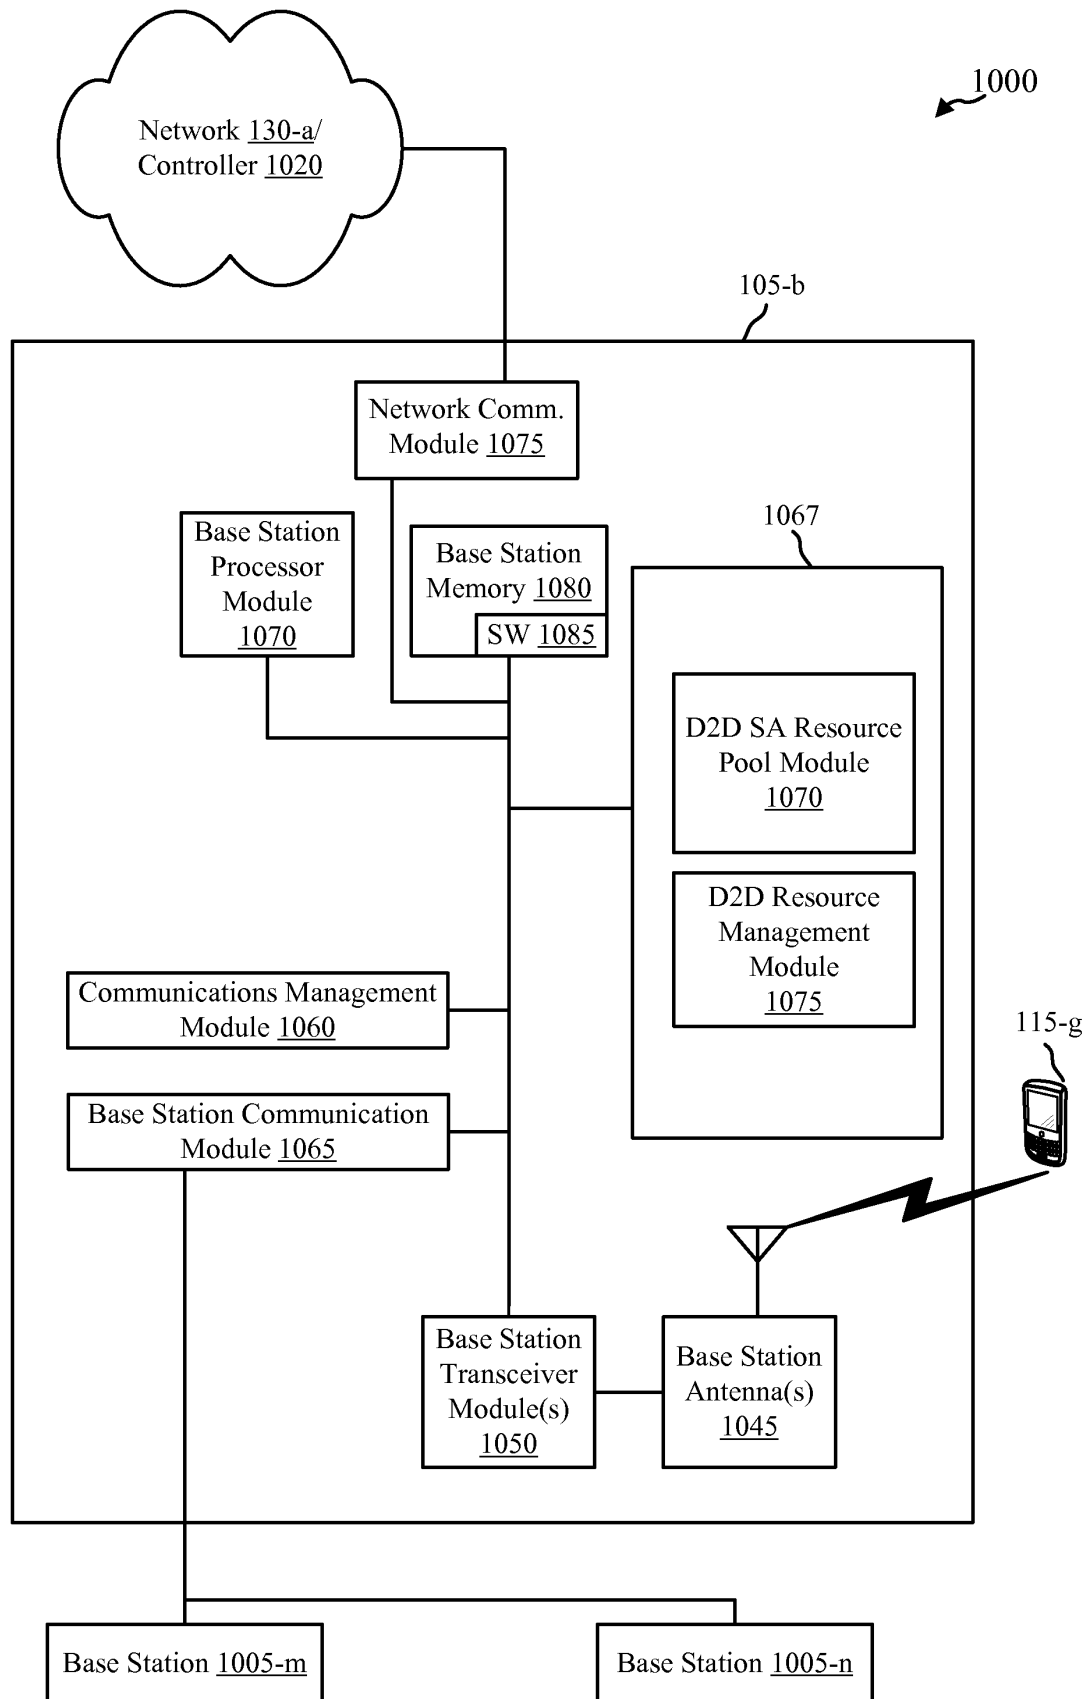 1000
Network 130-a/
Controller 1020
105-b
Network Comm.
Module 1075
Base Station
Processor
Module
1070
Base Station
Memory 1080
SW 1085
1067
D2D SA Resource
Pool Module
1070
D2D Resource
Management
Module
1075
Communications Management
Module 1060
Base Station Communication
Module 1065
115-g
Base Station
Transceiver
Module(s)
1050
Base Station
Antenna(s)
1045
Base Station 1005-m
Base Station 1005-n